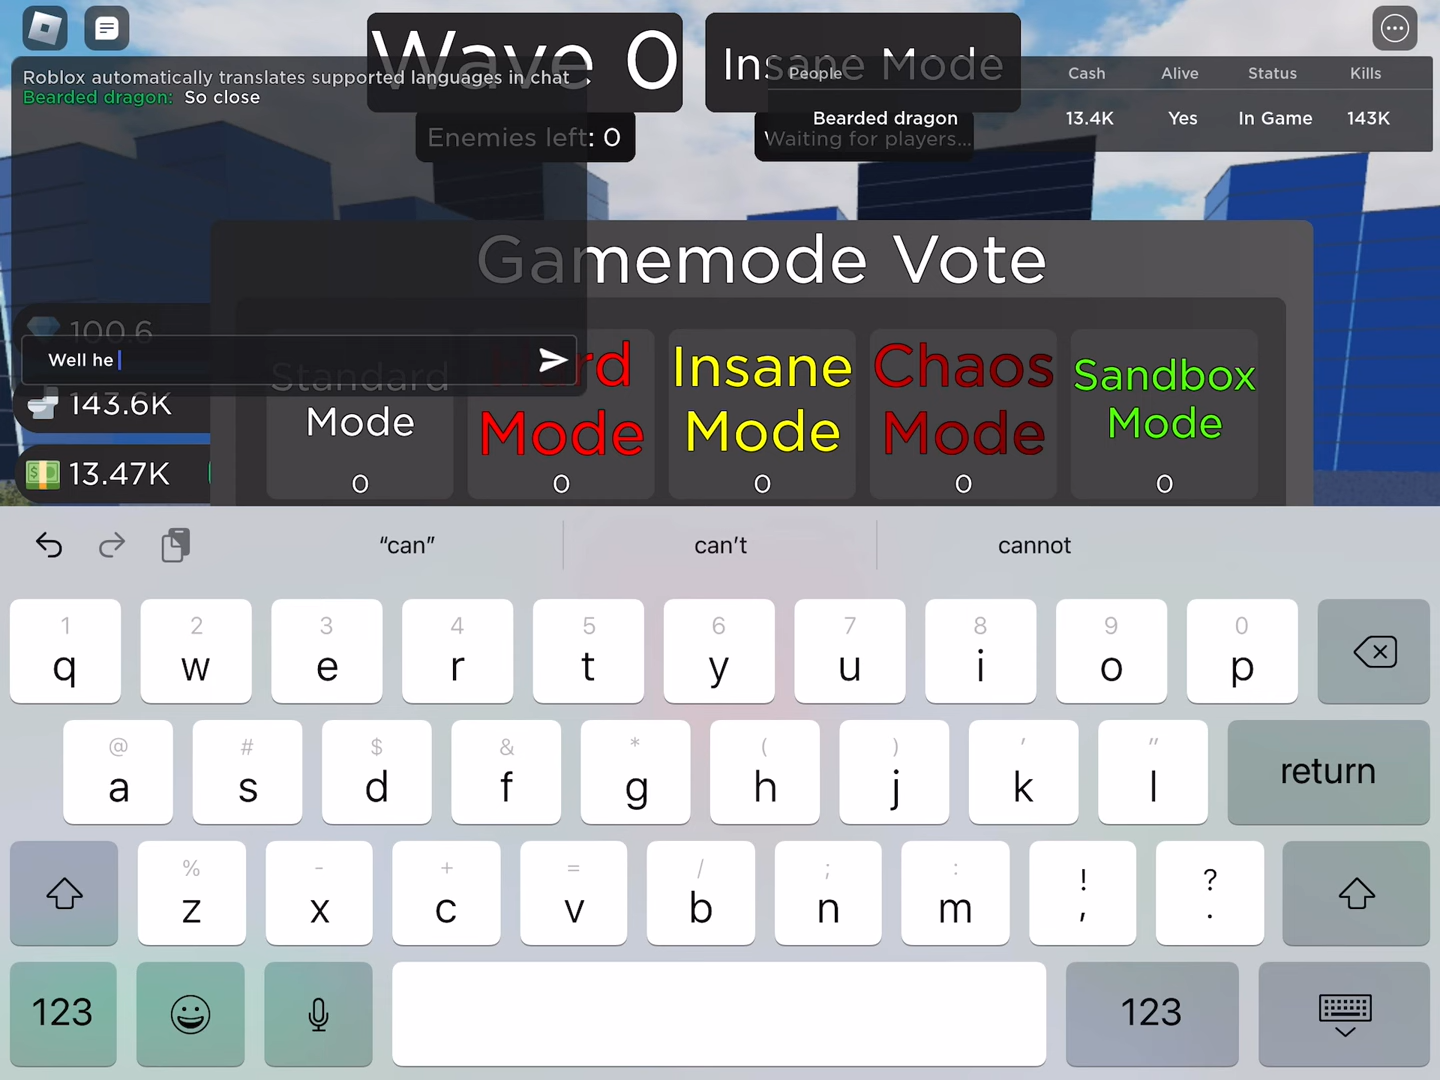 Wave 0
Insane Mode
Roblox automatically translates supported languages in chat
Bearded dragon: So close
People Cash Alive Status Kills
Bearded dragon 13.4K Yes In Game 143K
Enemies left: 0
Waiting for players...
Gamemode Vote
100.6
Well he
143.6K
13.47K
Standard Mode
0
Hard Mode
0
Insane Mode
0
Chaos Mode
0
Sandbox Mode
0
“can” can't cannot
1 2 3 4 5 6 7 8 9 0
q w e r t y u i o p
@ # $ & * ( ) ' "
a s d f g h j k l return
% - + = / ; : ! ?
z x c v b n m , .
123 123